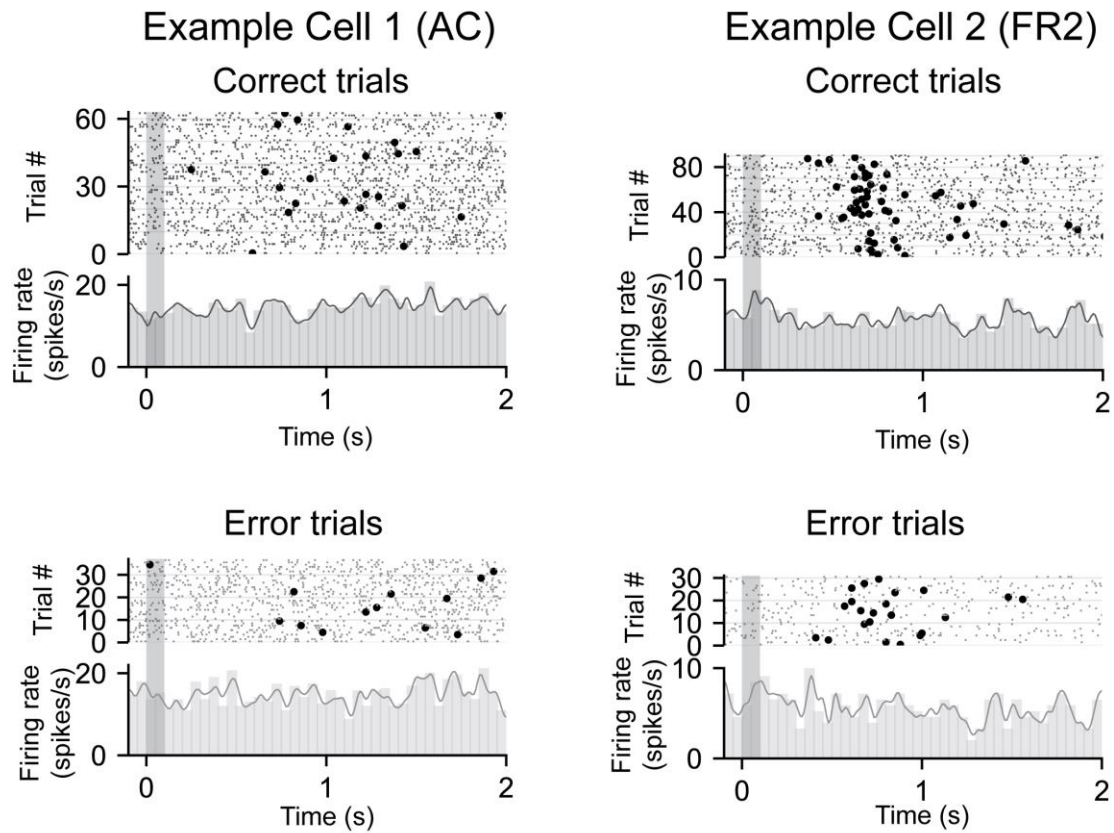 Example Cell 1 (AC)
Correct trials
60
30
0
Trial #
20
0
Firing rate
(spikes/s)
0
1
2
Time (s)
Example Cell 2 (FR2)
Correct trials
80
40
0
Trial #
10
0
Firing rate
(spikes/s)
0
1
2
Time (s)
Error trials
30
20
10
0
Trial #
20
0
Firing rate
(spikes/s)
0
1
2
Time (s)
Error trials
30
20
10
0
Trial #
10
0
Firing rate
(spikes/s)
0
1
2
Time (s)